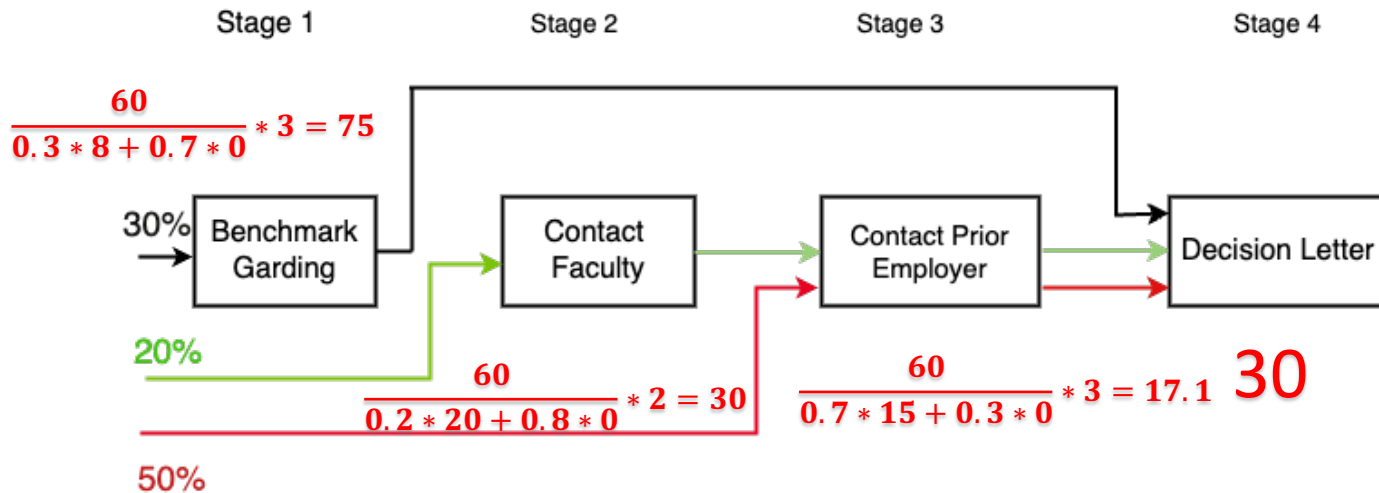 Stage 1 Stage 2 Stage 3 Stage 4
60 / 0.3 * 8 + 0.7 * 0 * 3 = 75
30%
Benchmark
Garding
Contact
Faculty
Contact Prior
Employer
Decision Letter
20%
60 / 0.2 * 20 + 0.8 * 0 * 2 = 30
60 / 0.7 * 15 + 0.3 * 0 * 3 = 17.1
30
50%